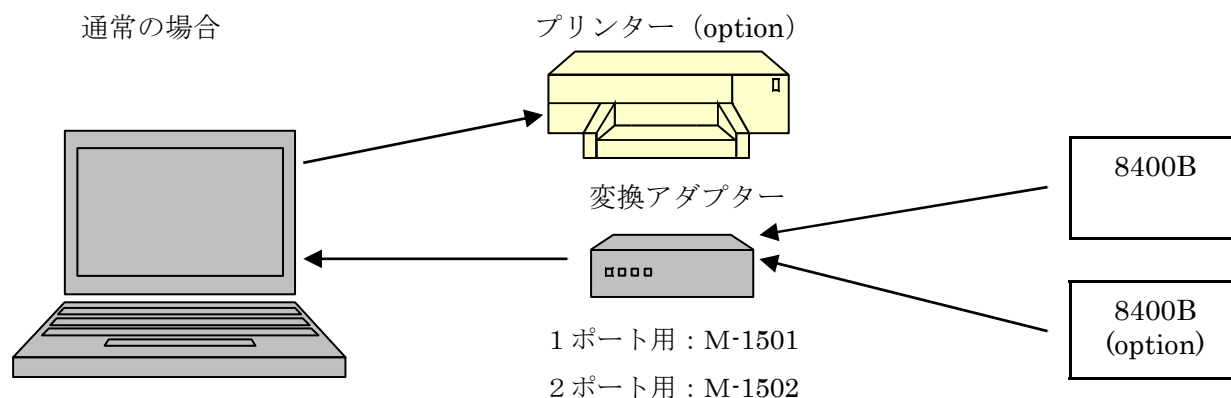 通常の場合
プリンター（option）
変換アダプター
8400B
8400B
(option)
１ポート用：M-1501
２ポート用：M-1502